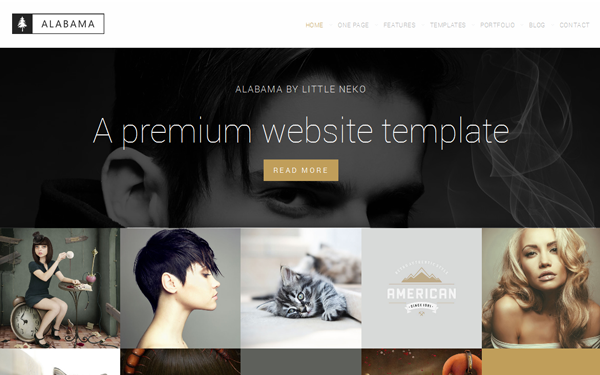 ALABAMA
HOME
ONE PAGE
FEATURES
TEMPLATES
PORTFOLIO
BLOG
CONTACT
ALABAMA BY LITTLE NEKO
A premium website template
READ MORE
AMERICAN